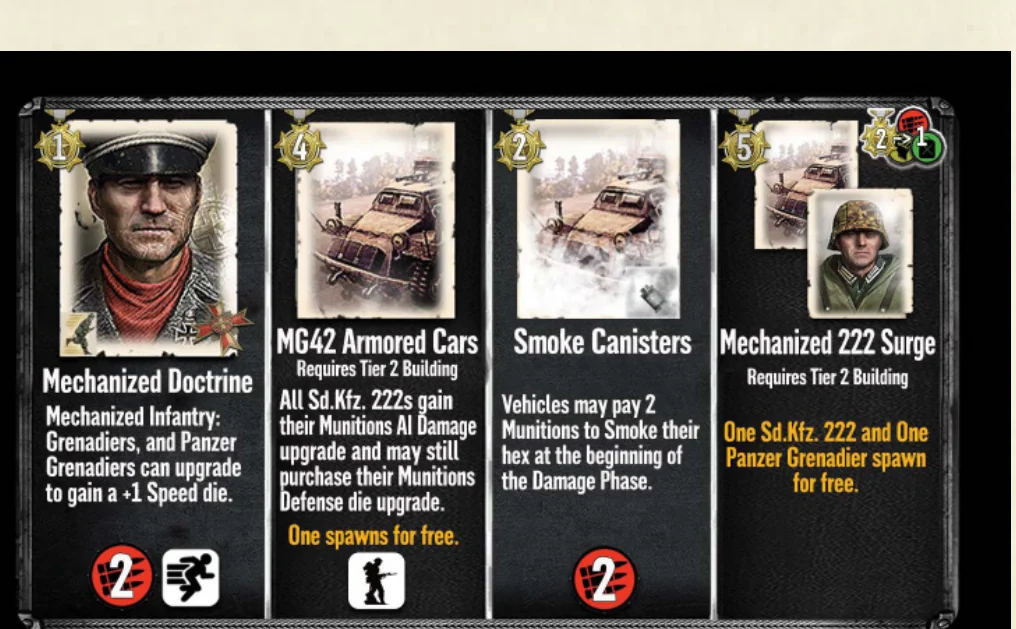 1
Mechanized Doctrine
Mechanized Infantry:
Grenadiers, and Panzer
Grenadiers can upgrade
to gain a +1 Speed die.
2
4
MG42 Armored Cars
Requires Tier 2 Building
All Sd.Kfz. 222s gain
their Munitions AI Damage
upgrade and may still
purchase their Munitions
Defense die upgrade.
One spawns for free.
2
Smoke Canisters
Vehicles may pay 2
Munitions to Smoke their
hex at the beginning of
the Damage Phase.
2
5
2 → 1
Mechanized 222 Surge
Requires Tier 2 Building
One Sd.Kfz. 222 and One
Panzer Grenadier spawn
for free.